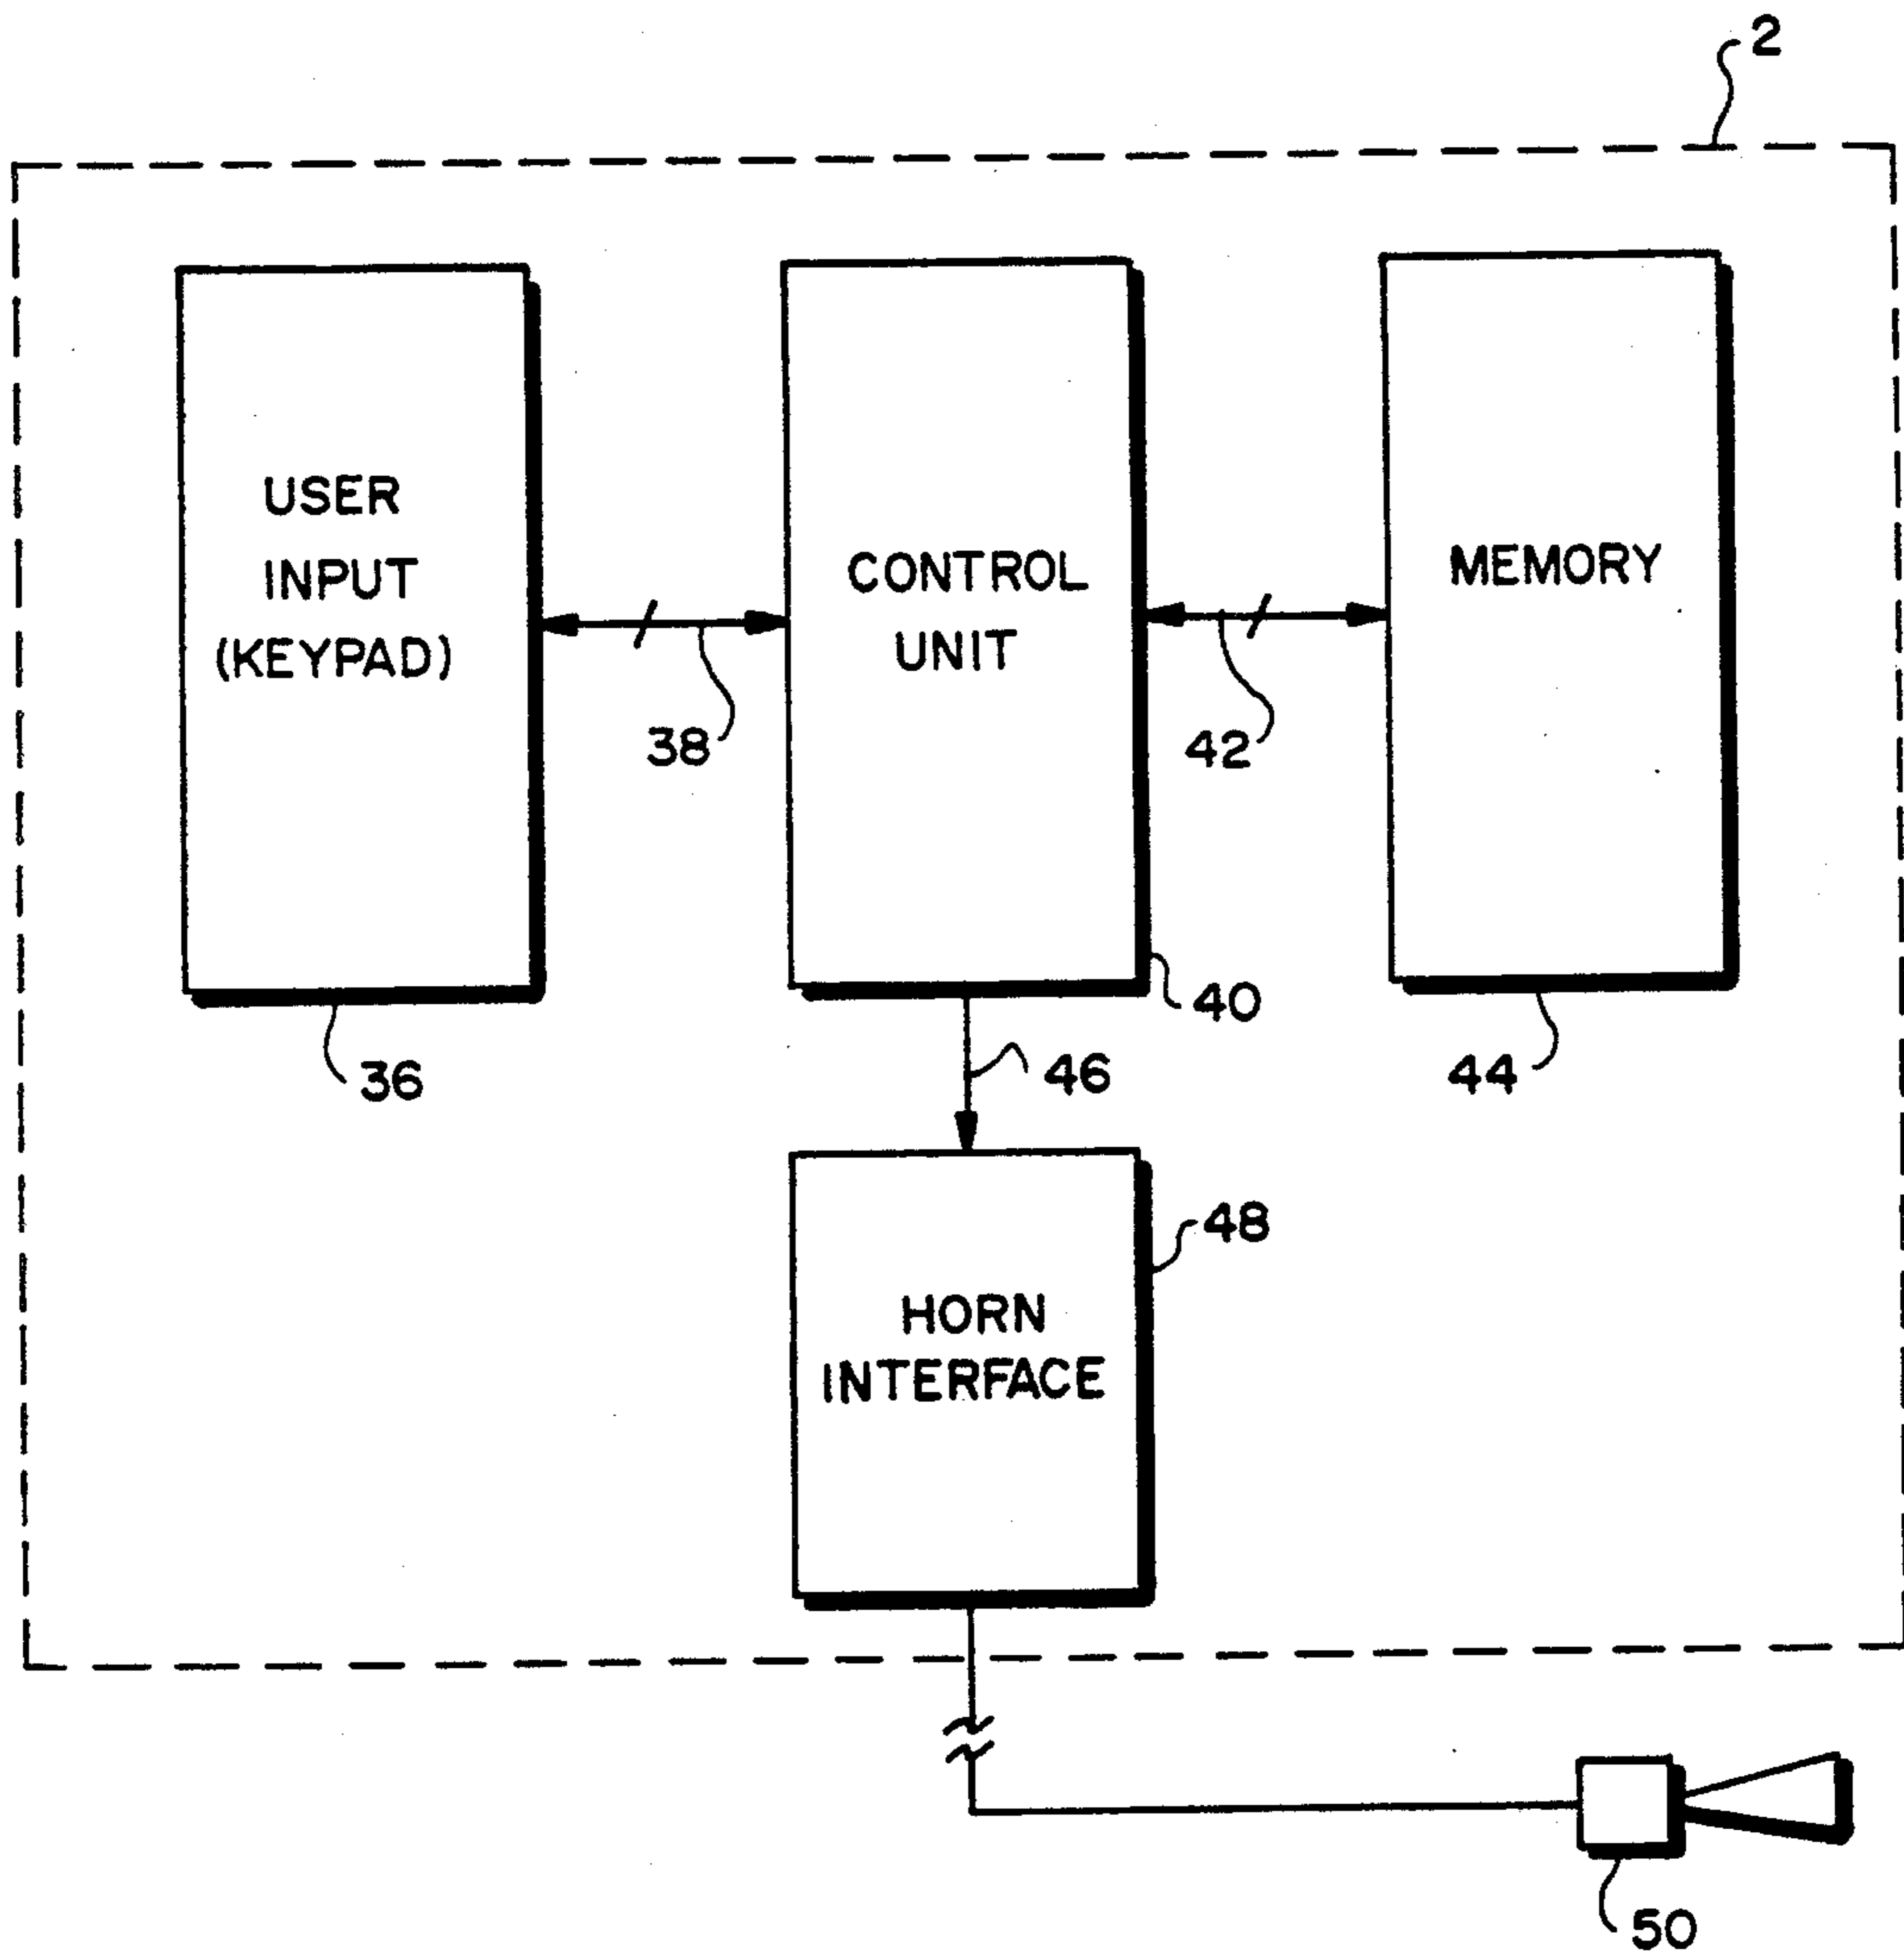 2
USER
INPUT
(KEYPAD)
CONTROL
UNIT
MEMORY
38
42
40
36
46
44
48
HORN
INTERFACE
50